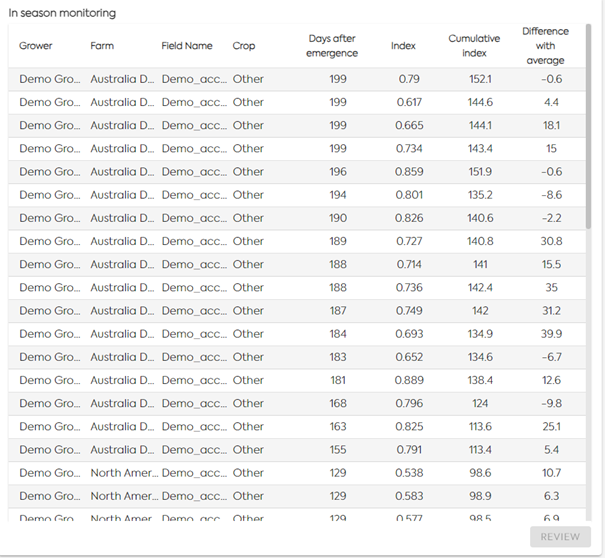 In season monitoring
Grower Farm Field Name Crop Days after emergence Index Cumulative index Difference with average
Demo Gro... Australia D... Demo_acc... Other 199 0.79 152.1 −0.6
Demo Gro... Australia D... Demo_acc... Other 199 0.617 144.6 4.4
Demo Gro... Australia D... Demo_acc... Other 199 0.665 144.1 18.1
Demo Gro... Australia D... Demo_acc... Other 199 0.734 143.4 15
Demo Gro... Australia D... Demo_acc... Other 196 0.859 151.9 −0.6
Demo Gro... Australia D... Demo_acc... Other 194 0.801 135.2 −8.6
Demo Gro... Australia D... Demo_acc... Other 190 0.826 140.6 −2.2
Demo Gro... Australia D... Demo_acc... Other 189 0.727 140.8 30.8
Demo Gro... Australia D... Demo_acc... Other 188 0.714 141 15.5
Demo Gro... Australia D... Demo_acc... Other 188 0.736 142.4 35
Demo Gro... Australia D... Demo_acc... Other 187 0.749 142 31.2
Demo Gro... Australia D... Demo_acc... Other 184 0.693 134.9 39.9
Demo Gro... Australia D... Demo_acc... Other 183 0.652 134.6 −6.7
Demo Gro... Australia D... Demo_acc... Other 181 0.889 138.4 12.6
Demo Gro... Australia D... Demo_acc... Other 168 0.796 124 −9.8
Demo Gro... Australia D... Demo_acc... Other 163 0.825 113.6 25.1
Demo Gro... Australia D... Demo_acc... Other 155 0.791 113.4 5.4
Demo Gro... North Amer... Demo_acc... Other 129 0.538 98.6 10.7
Demo Gro... North Amer... Demo_acc... Other 129 0.583 98.9 6.3
Demo Gro... North Amer... Demo_acc... Other 129 0.577 98.5 6.9
REVIEW